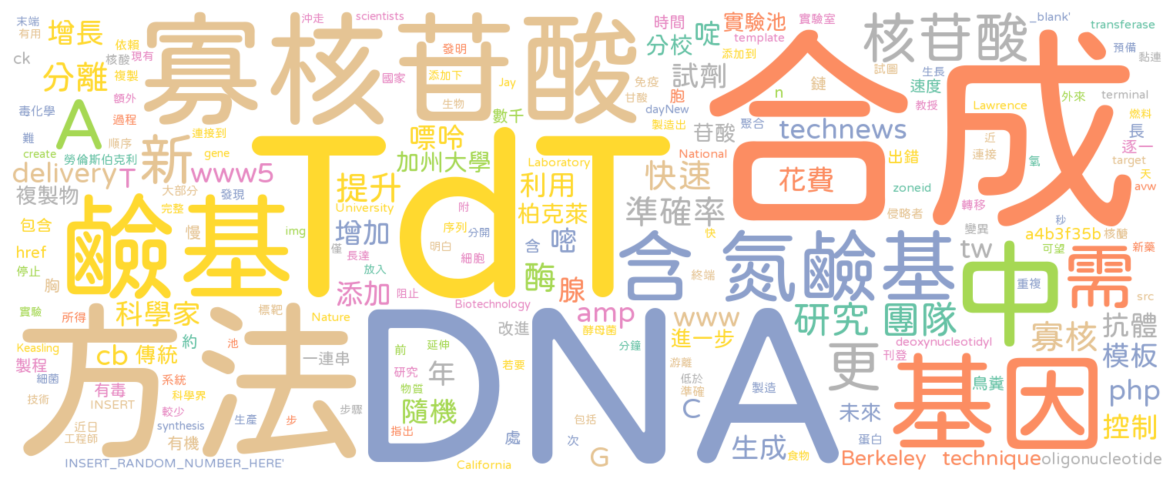 末端 有用 增長 依賴 現有 沖走 scientists
寡核苷酸 合成 核苷酸
發明 時間 template 實驗池 實驗室 _blank' transferase
ck 核酸 複製 國家 添加下 Jay 免疫 分校 啶 添加到 試圖 生長 預備 黏連
分離 額外 生物 甘酸 試劑 胞 n 鏈 速度 教授 外來
毒化學 過程 連接到 數千 dayNew 製造出 聚合 Lawrence terminal 燃料
A 難 順序 嘌呤 苷酸 technews 近 長
create 勞倫斯伯克利 gene 加州大學 Laboratory National 出錯 連接 氫 逐一 target
新 delivery T www5 TdT 提升 利用 快速 花費 zoneid 天 avw
複製物 大部分 發現 完整 University 附 柏克萊 準確率 侵略者 轉移
包含 慢 鹼基 img 增加 序列 分開 含 嘧 快 含 氮鹼基 變異 a4b3f35b 核醣
href 僅 長達 明白 細胞 tw 中 可望 新藥 需
停止 胸 放入 添加 阻止 酶 腺 終端 重複 src
實驗 所得 標靶 Nature Biotechnology amp www 研究 團隊 抗體
方法 科學家 池 改進 DNA 進一步 deoxynucleotidyl 寡核
Keasling cb 傳統 約 一連串 前 延伸 若要 酵母菌 分鐘 游離 刊登 模板
製程 系統 年 研究 物質 低於 準確 製造 更 鳥糞 基因
細菌 有毒 科學界 隨機 php
技術 INSERT 較少 步驟 包括 C 未來 控制
近日 工程師 synthesis 生產 步 指出 處 次 生成 蛋白
有機 G 食物 Berkeley technique oligonucleotide
INSERT_RANDOM_NUMBER_HERE' California 秒